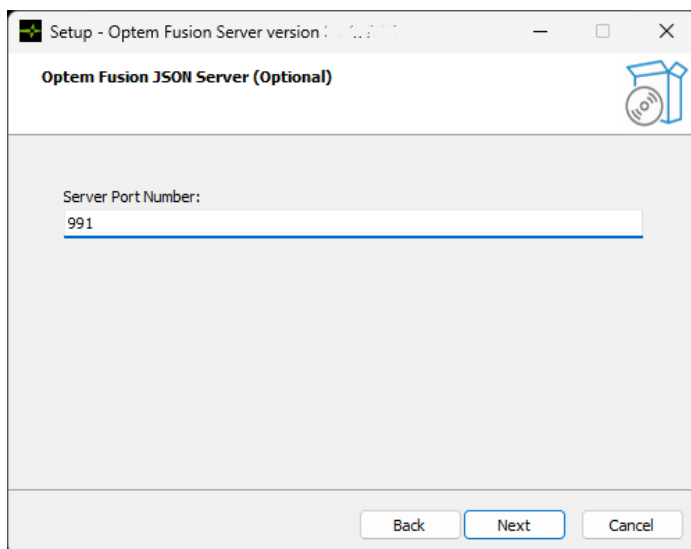 Setup - Optem Fusion Server version
Optem Fusion JSON Server (Optional)
Server Port Number:
991
Back
Next
Cancel